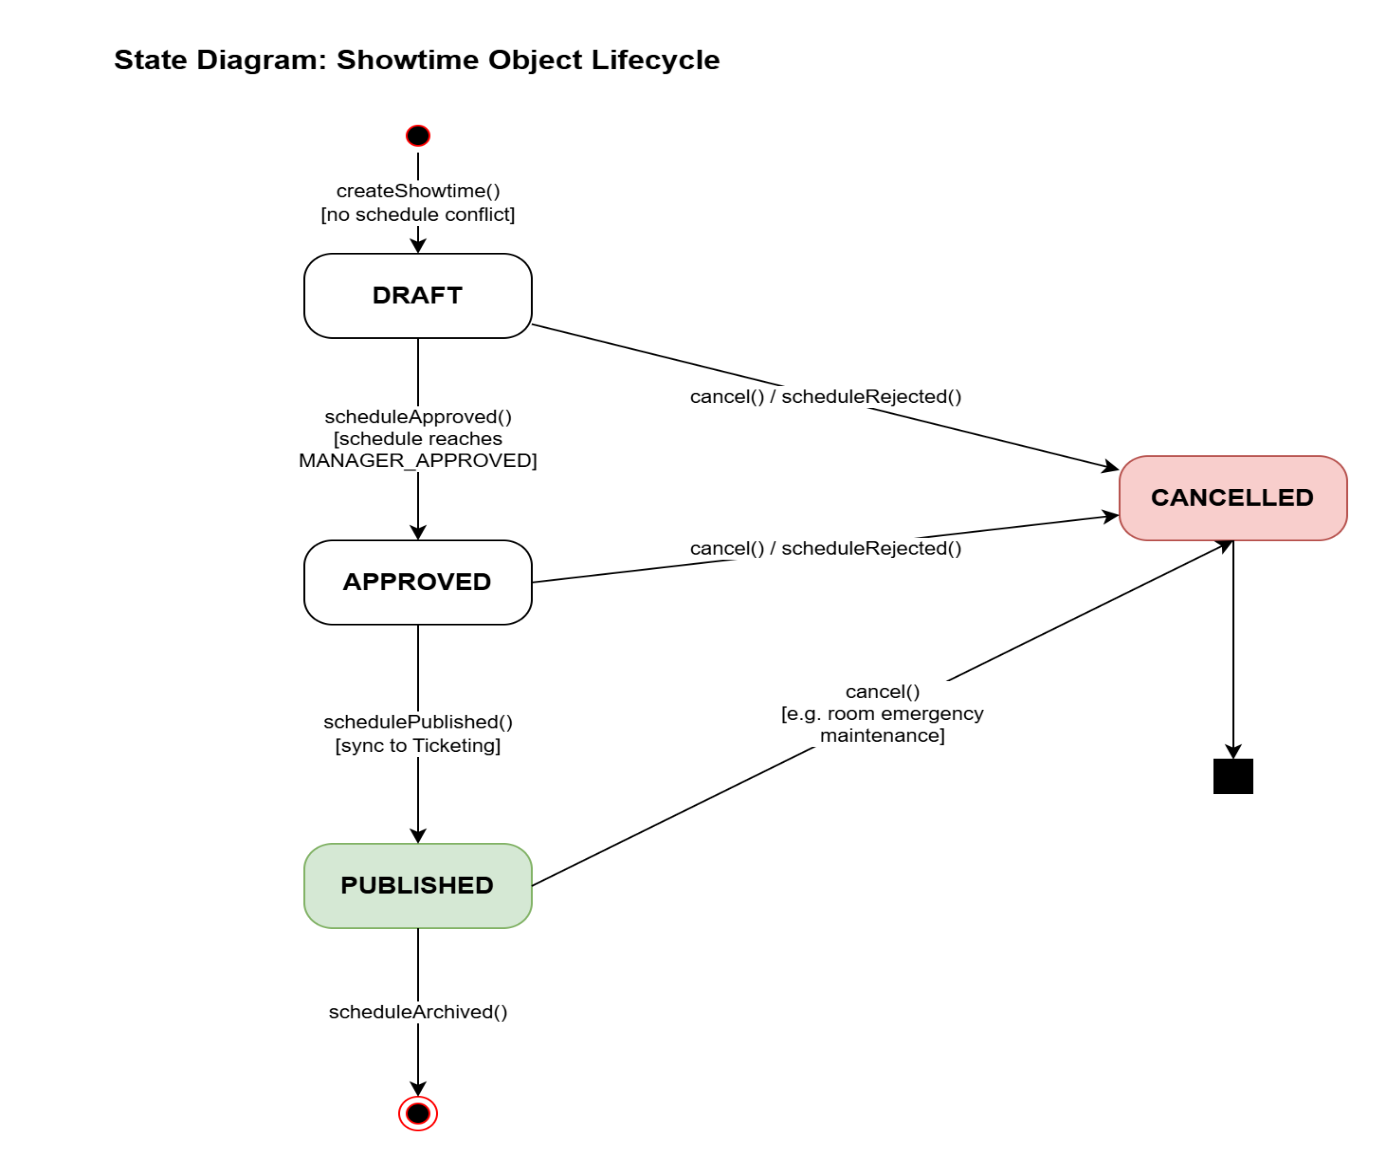 State Diagram: Showtime Object Lifecycle
createShowtime()
[no schedule conflict]
DRAFT
scheduleApproved()
[schedule reaches
MANAGER_APPROVED]
cancel() / scheduleRejected()
CANCELLED
cancel() / scheduleRejected()
APPROVED
cancel()
[e.g. room emergency
maintenance]
schedulePublished()
[sync to Ticketing]
PUBLISHED
scheduleArchived()